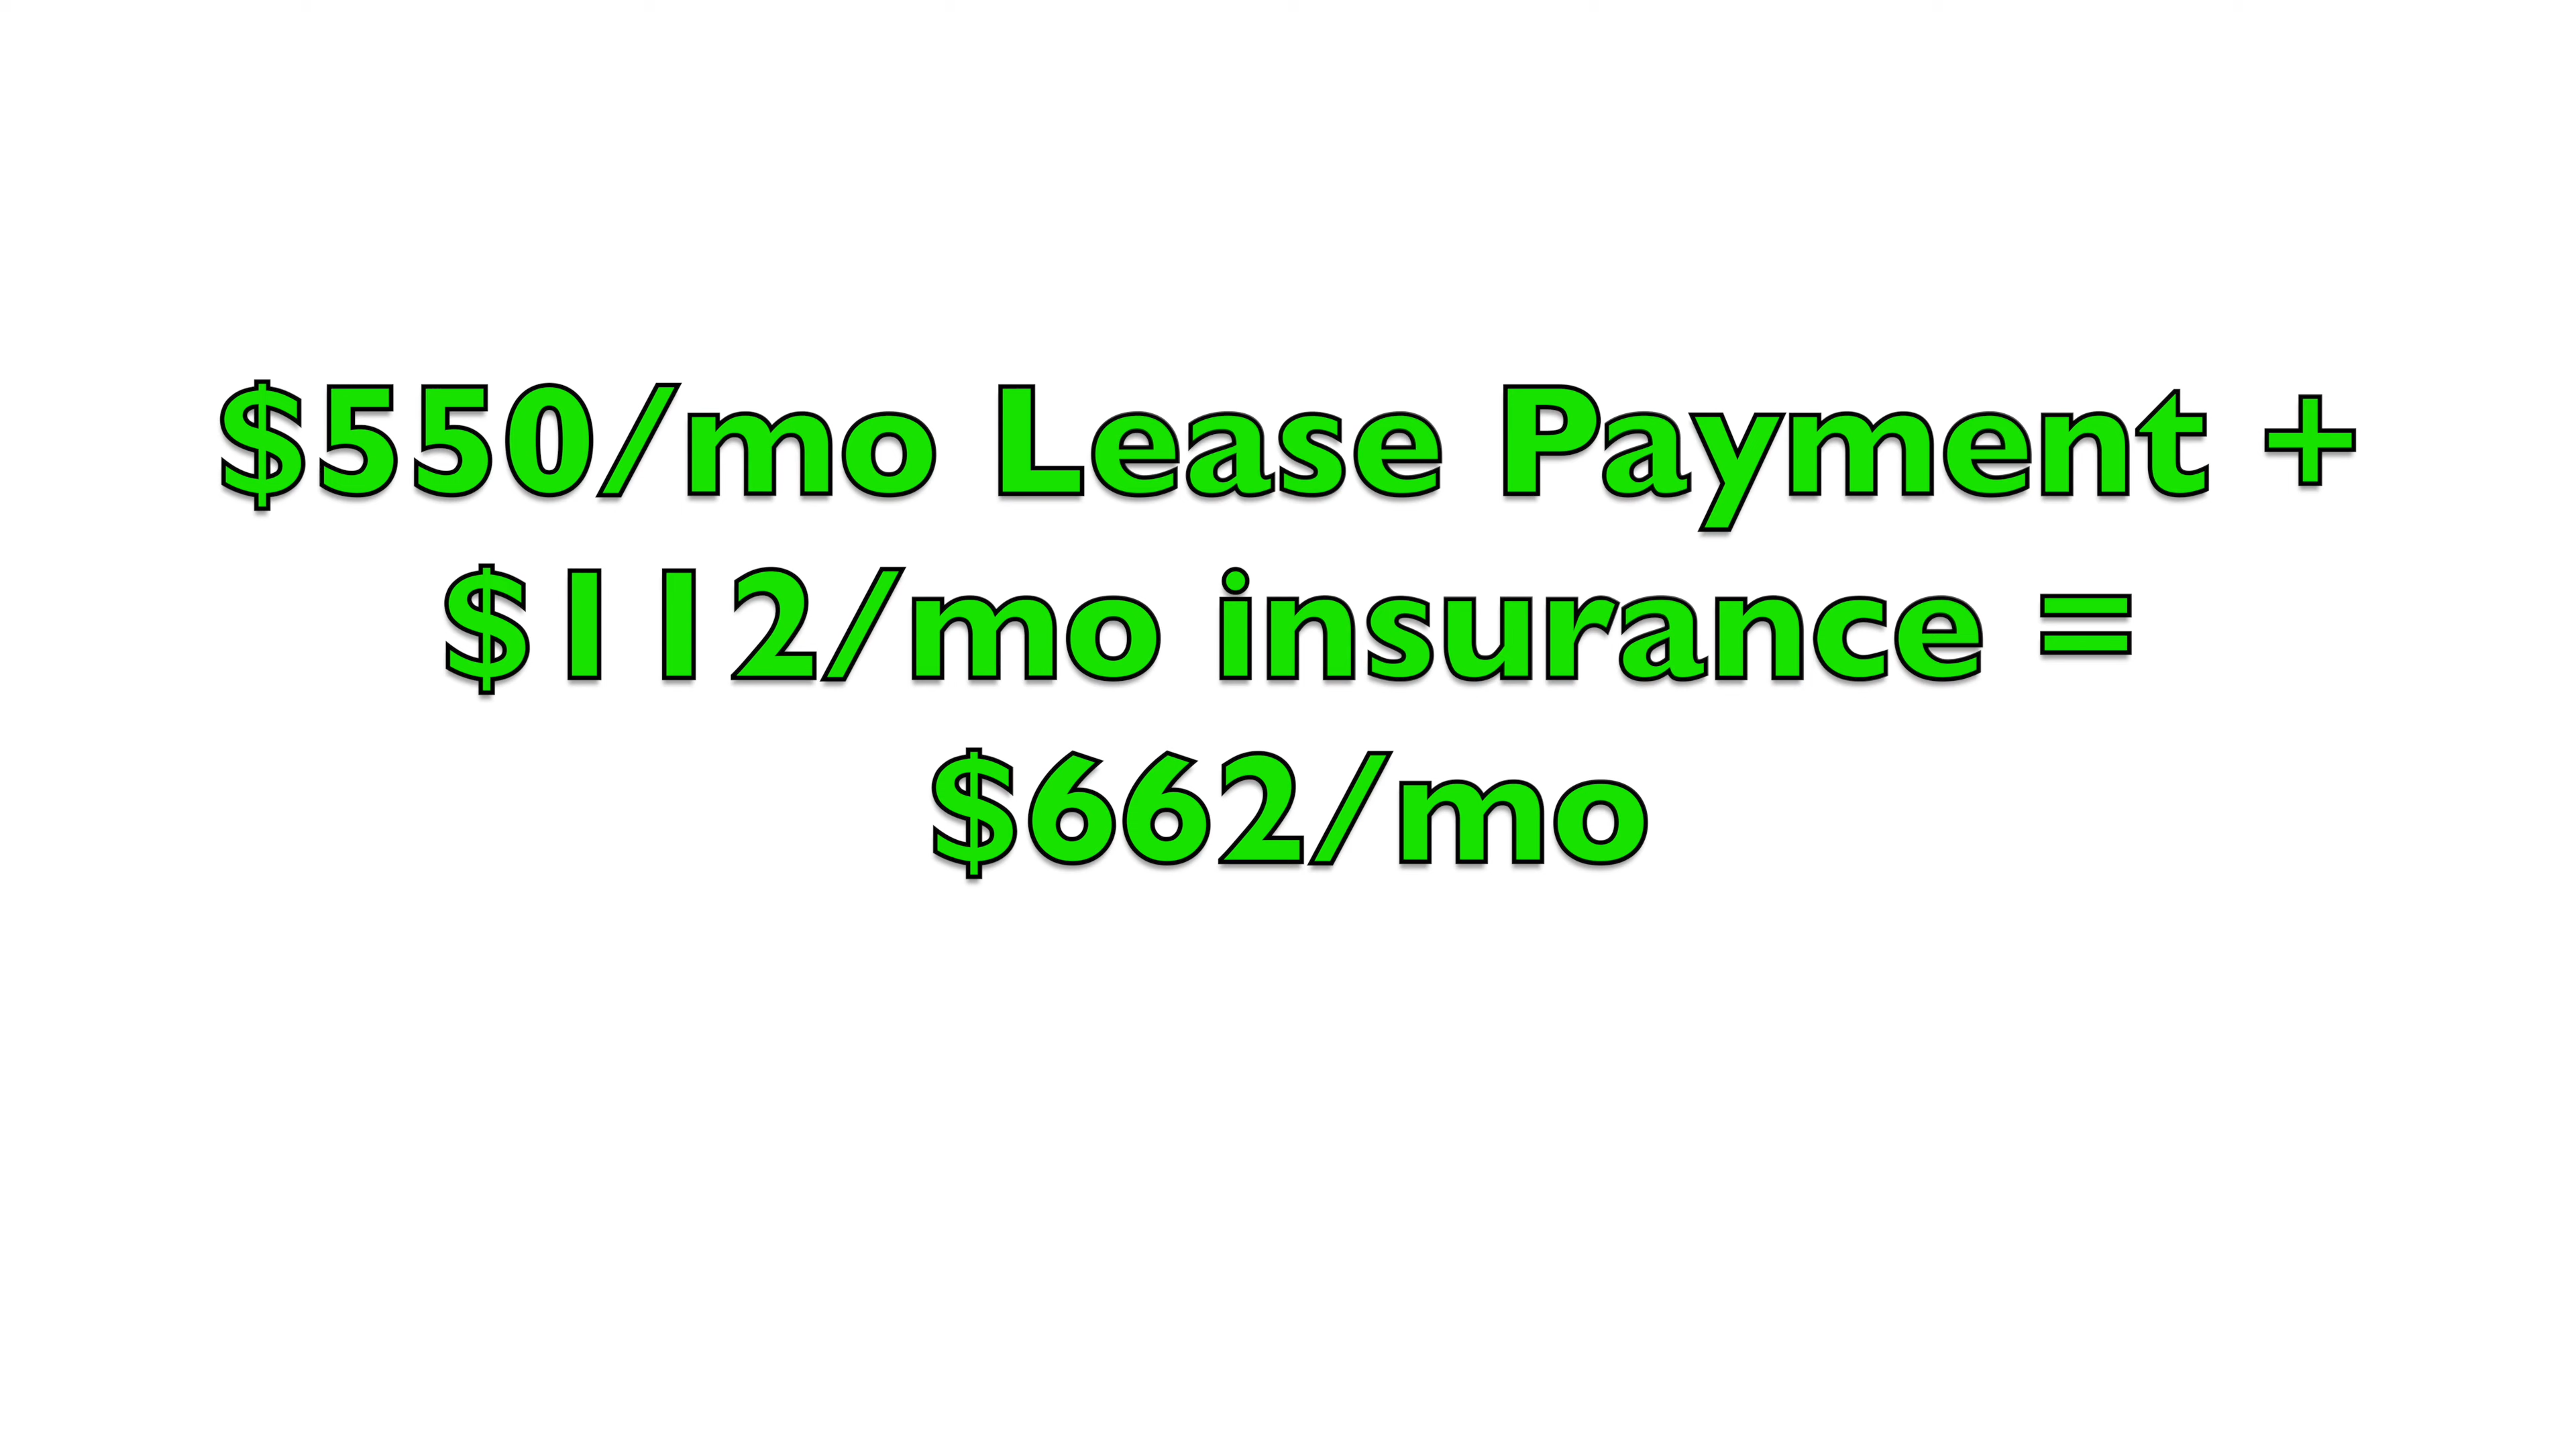 $550/mo Lease Payment +
$112/mo insurance =
$662/mo